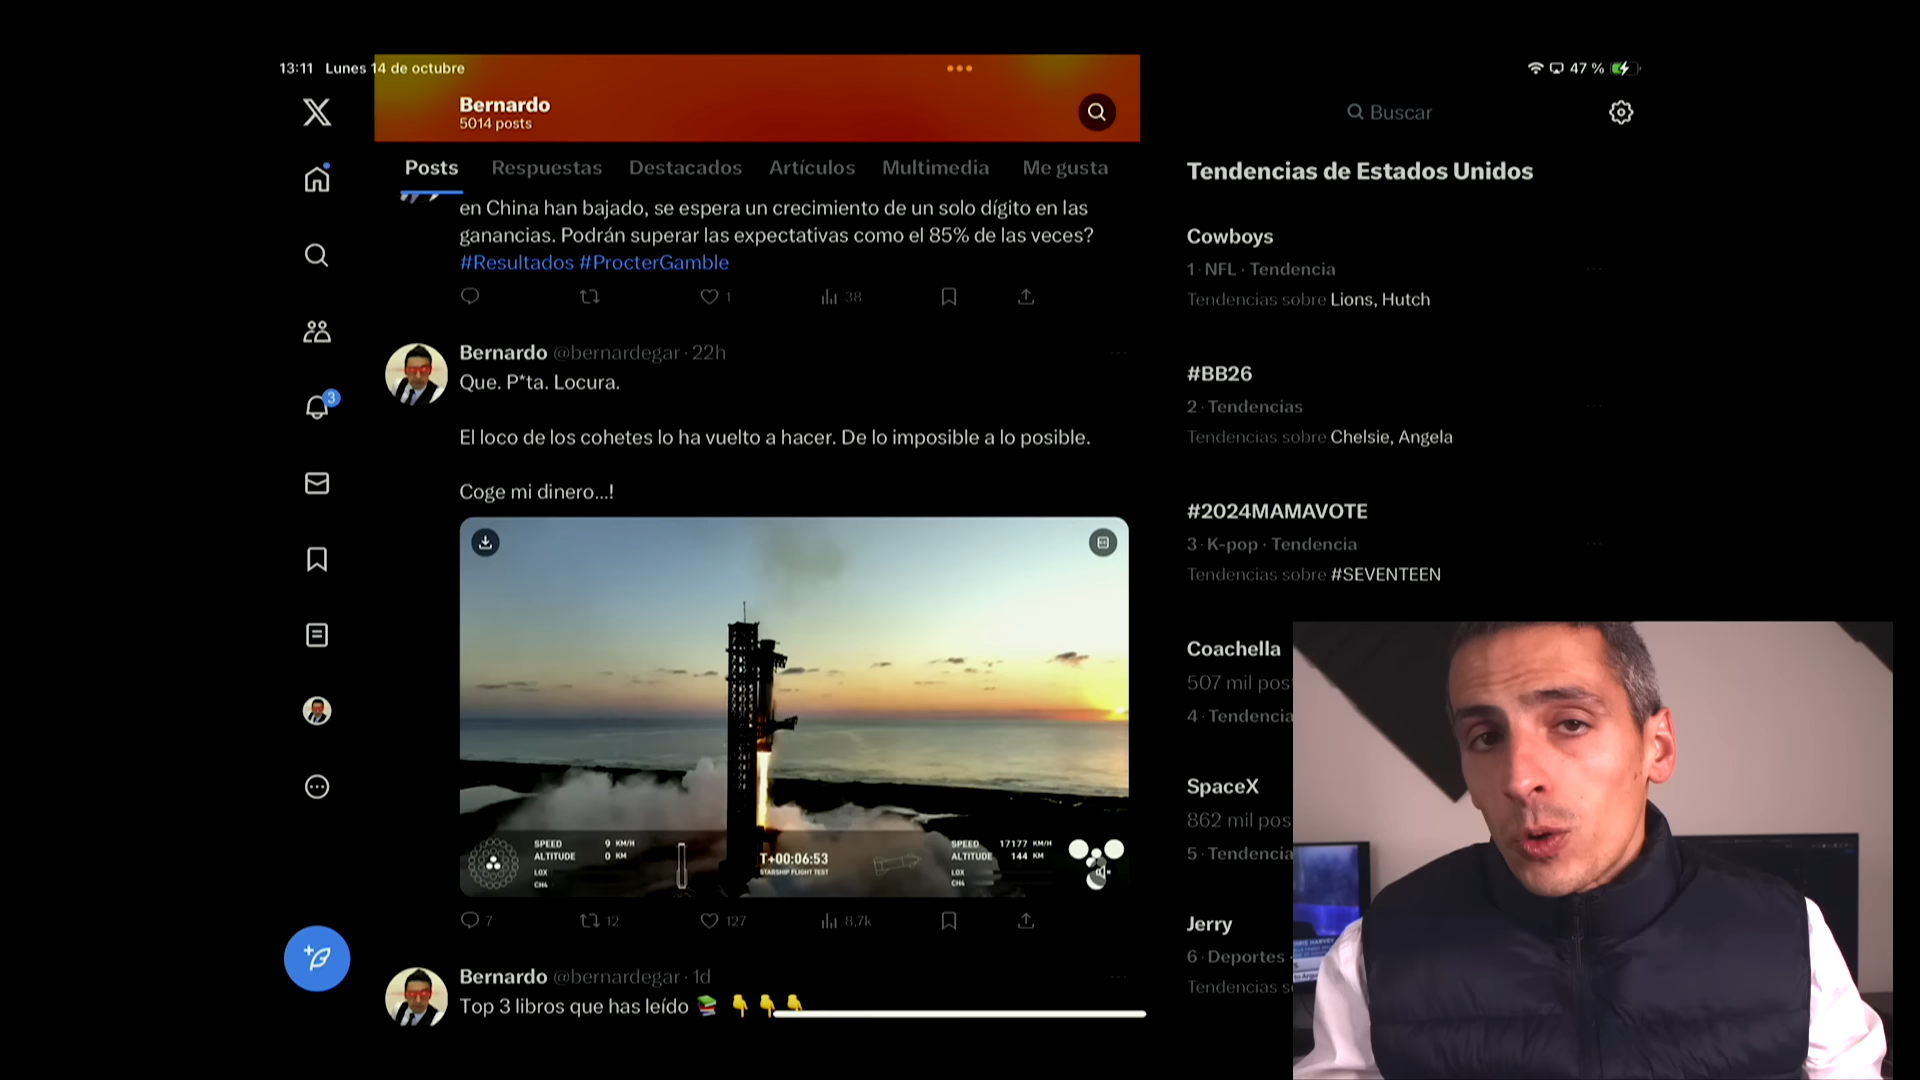 13:11 Lunes 14 de octubre
47 %
Bernardo
5014 posts
Buscar
Posts
Respuestas
Destacados
Artículos
Multimedia
Me gusta
en China han bajado, se espera un crecimiento de un solo dígito en las
ganancias. Podrán superar las expectativas como el 85% de las veces?
#Resultados #ProcterGamble
1
38
Bernardo @bernardegar · 22h
Que. P*ta. Locura.
El loco de los cohetes lo ha vuelto a hacer. De lo imposible a lo posible.
Coge mi dinero...!
SPEED 9 KM/H
ALTITUDE 0 KM
LOX
CH4
T+00:06:53
STARSHIP FLIGHT TEST
SPEED 17177 KM/H
ALTITUDE 144 KM
LOX
CH4
7
12
127
8,7k
Bernardo @bernardegar · 1d
Top 3 libros que has leído 📚 👇👇👇
3
Tendencias de Estados Unidos
Cowboys
1 · NFL · Tendencia
Tendencias sobre Lions, Hutch
#BB26
2 · Tendencias
Tendencias sobre Chelsie, Angela
#2024MAMAVOTE
3 · K-pop · Tendencia
Tendencias sobre #SEVENTEEN
Coachella
507 mil pos
4 · Tendencia
SpaceX
862 mil pos
5 · Tendencia
Jerry
6 · Deportes ·
Tendencias s